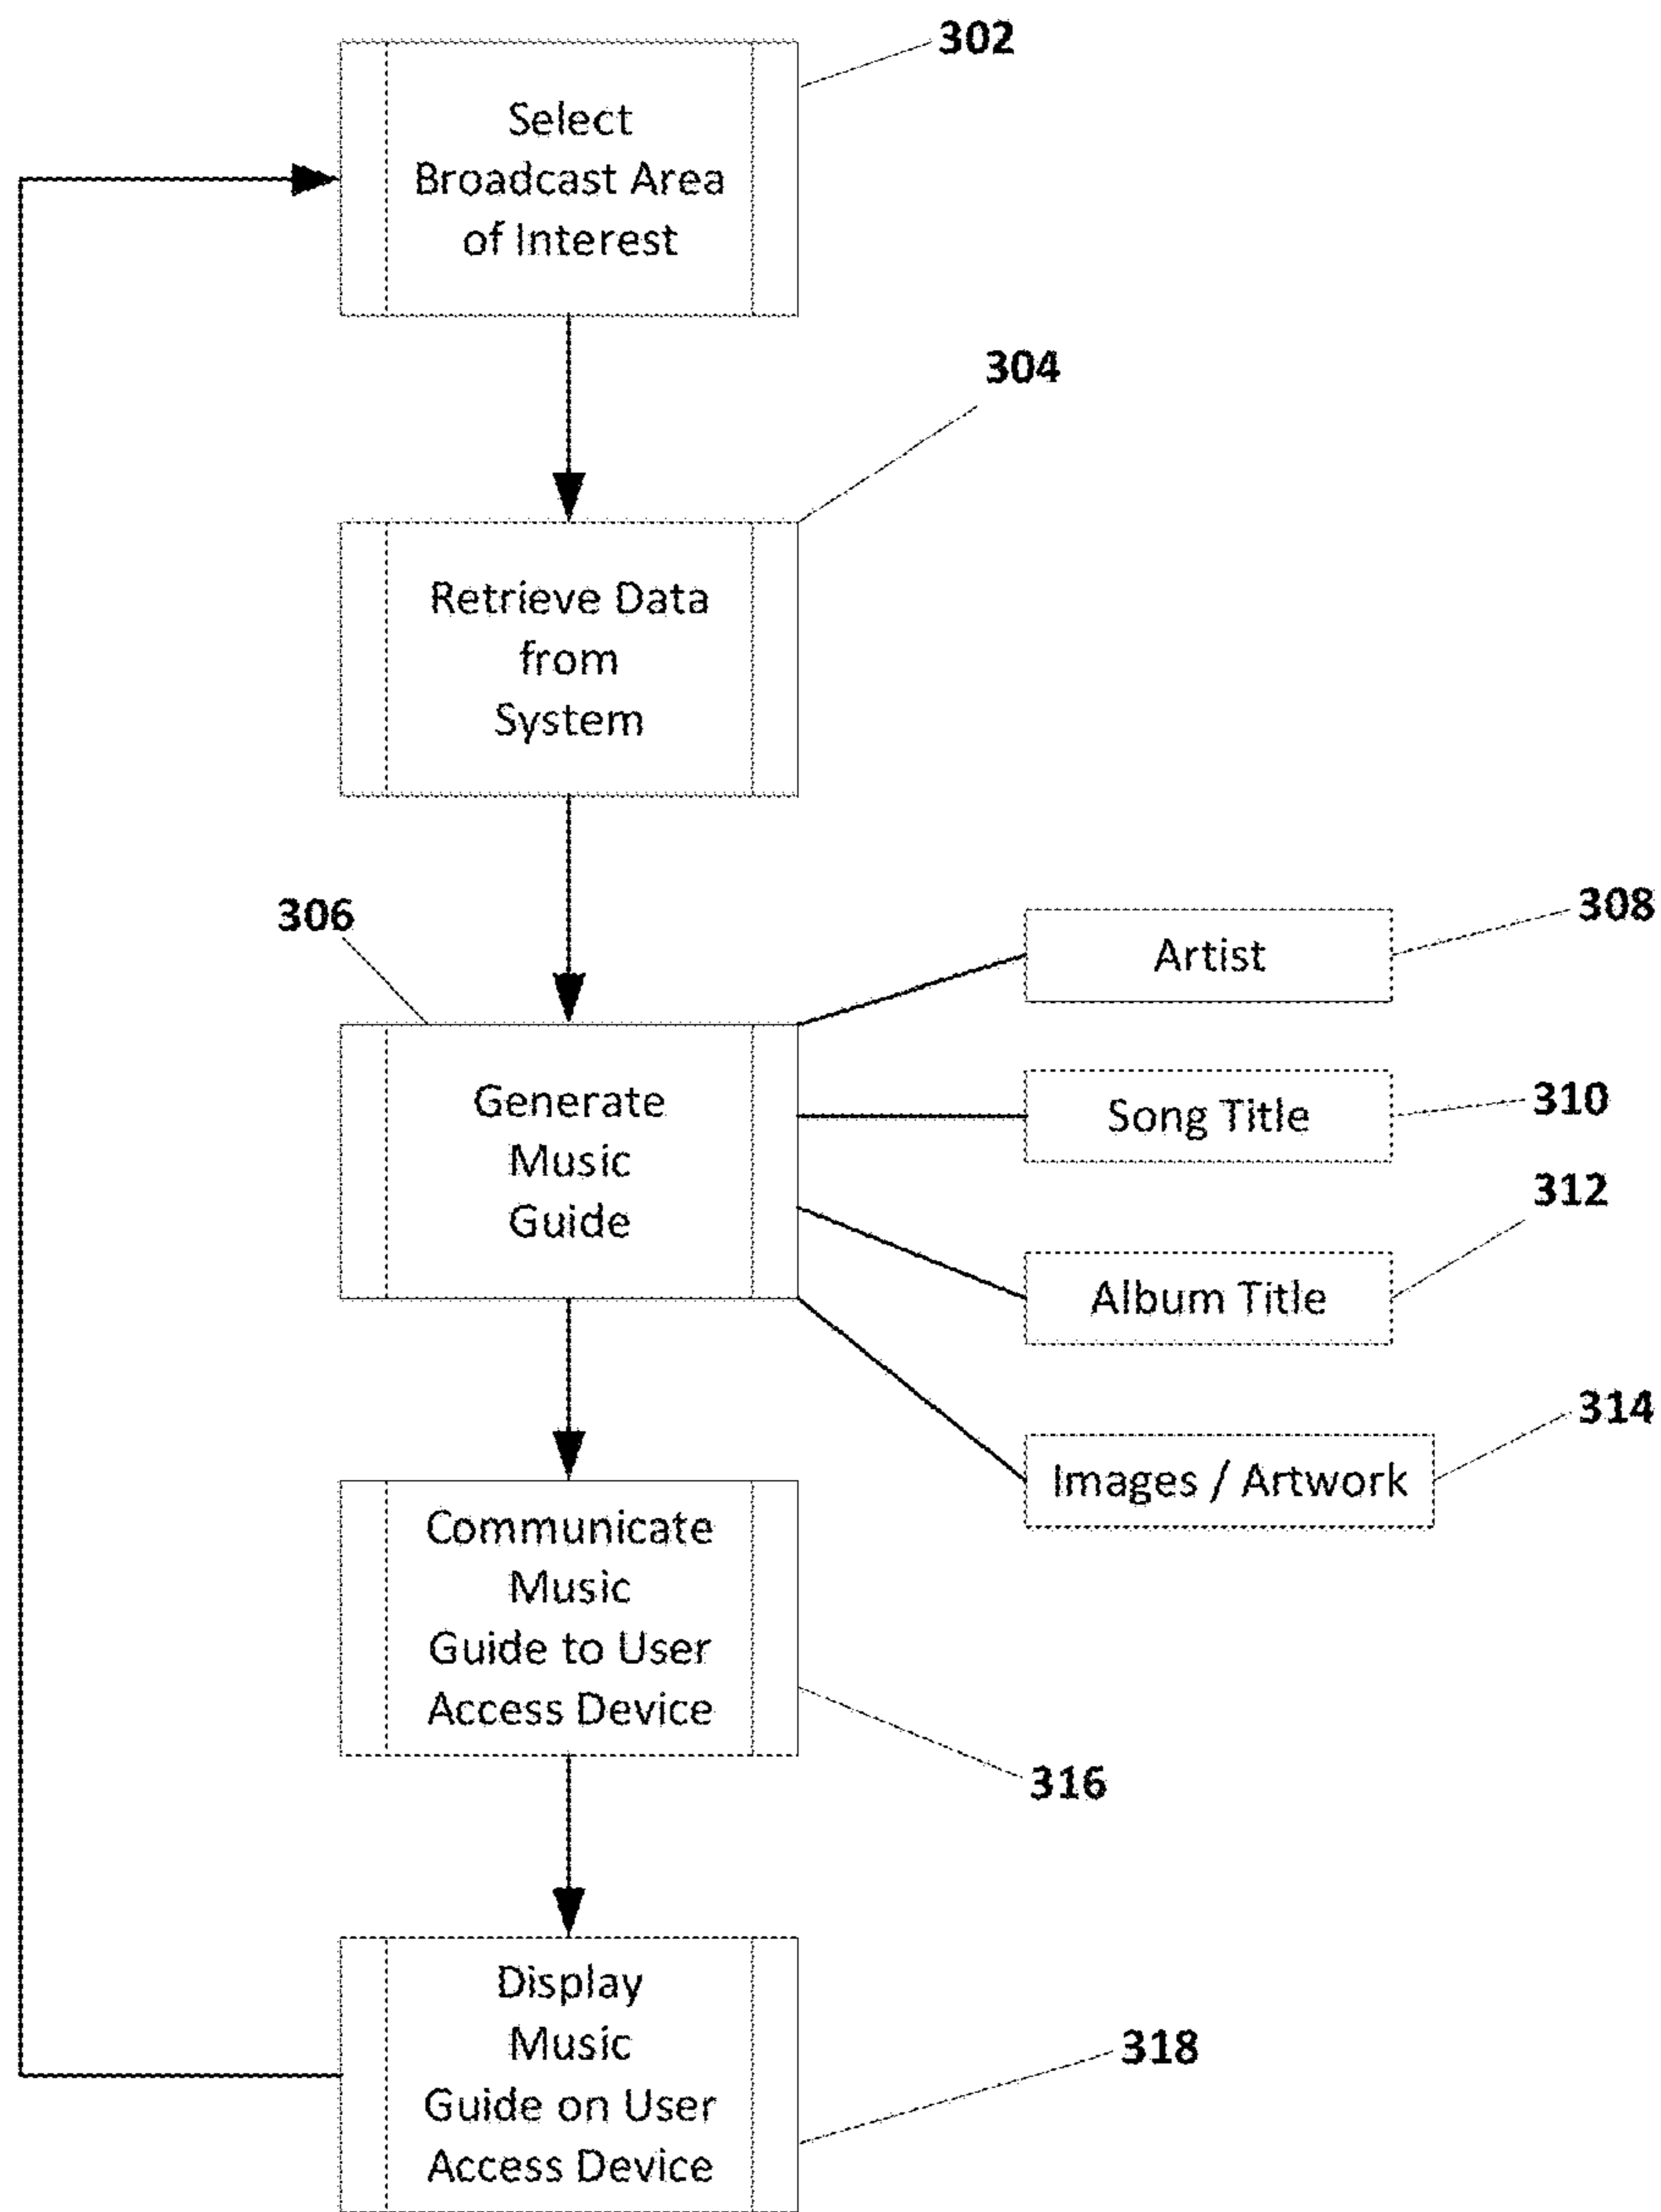 302
Select
Broadcast Area
of Interest
304
Retrieve Data
from
System
306
Generate
Music
Guide
Artist
308
Song Title
310
Album Title
312
Images / Artwork
314
Communicate
Music
Guide to User
Access Device
316
Display
Music
Guide on User
Access Device
318